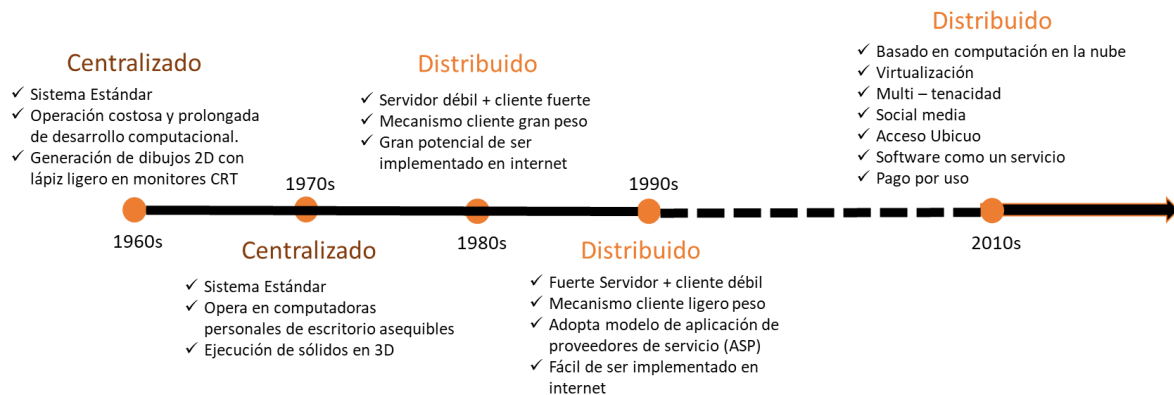 Centralizado
✓ Sistema Estándar
✓ Operación costosa y prolongada
de desarrollo computacional.
✓ Generación de dibujos 2D con
lápiz ligero en monitores CRT
1960s
1970s
Centralizado
✓ Sistema Estándar
✓ Opera en computadoras
personales de escritorio asequibles
✓ Ejecución de sólidos en 3D
Distribuido
✓ Servidor débil + cliente fuerte
✓ Mecanismo cliente gran peso
✓ Gran potencial de ser
implementado en internet
1980s
1990s
Distribuido
✓ Fuerte Servidor + cliente débil
✓ Mecanismo cliente ligero peso
✓ Adopta modelo de aplicación de
proveedores de servicio (ASP)
✓ Fácil de ser implementado en
internet
Distribuido
✓ Basado en computación en la nube
✓ Virtualización
✓ Multi – tenacidad
✓ Social media
✓ Acceso Ubicuo
✓ Software como un servicio
✓ Pago por uso
2010s